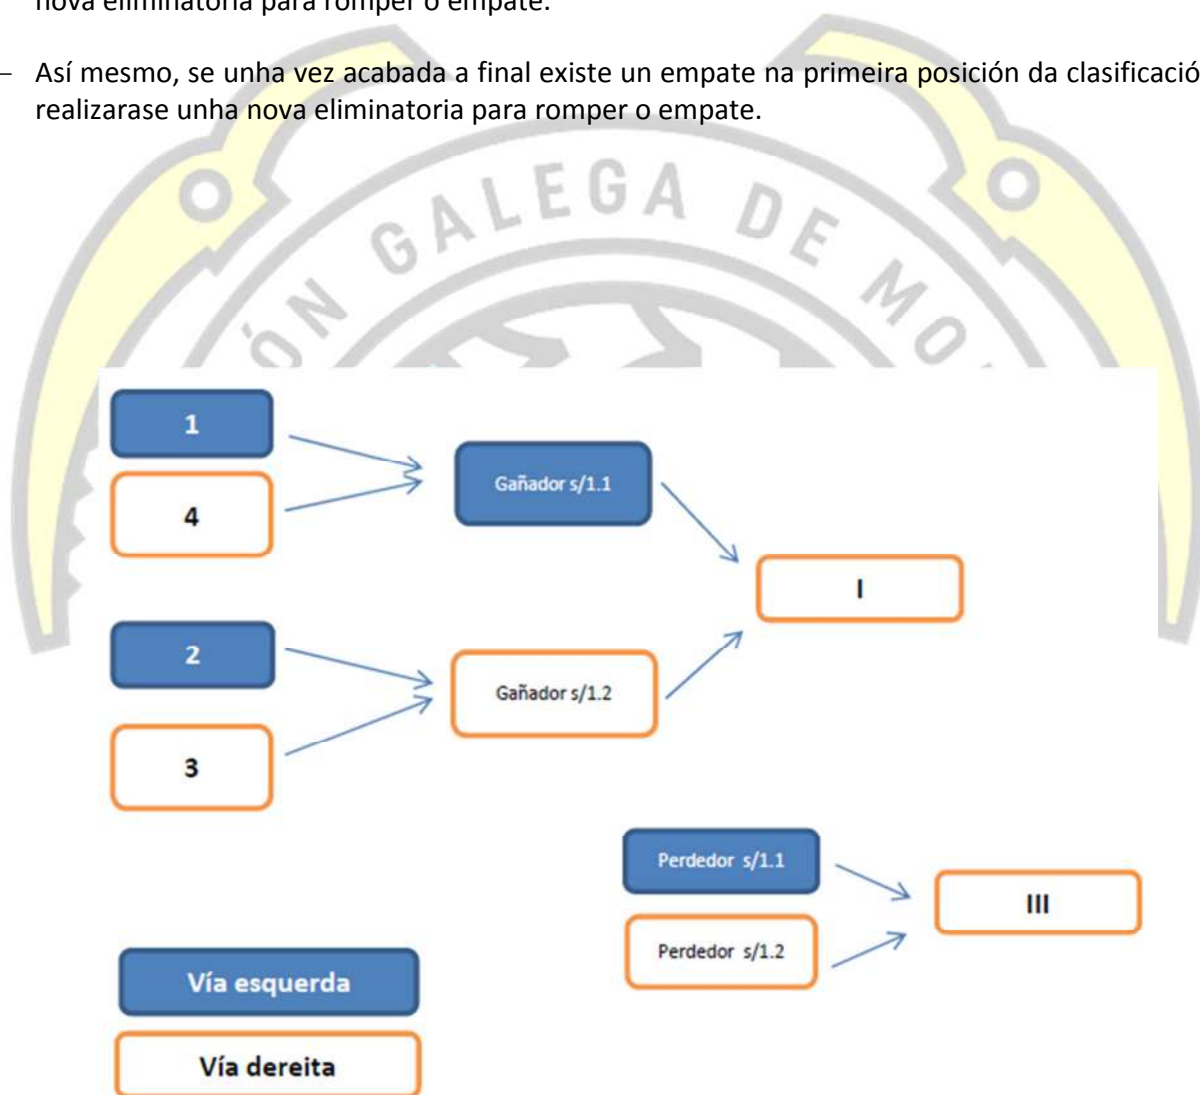 nova eliminatoria para romper o empate.
– Así mesmo, se unha vez acabada a final existe un empate na primeira posición da clasificació
realizarase unha nova eliminatoria para romper o empate.
ÓN GALEGA DE MO
1
4
Gañador s/1.1
I
2
3
Gañador s/1.2
Perdedor s/1.1
Perdedor s/1.2
III
Vía esquerda
Vía dereita